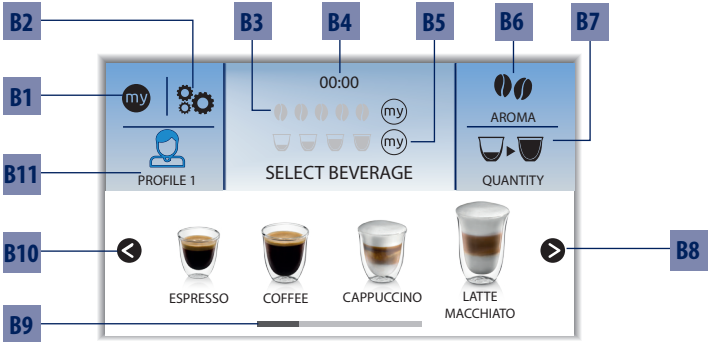 B2
B3
B4
B5
B6
B7
B1
my
00:00
my
AROMA
my
B11
PROFILE 1
SELECT BEVERAGE
QUANTITY
B10
B8
ESPRESSO
COFFEE
CAPPUCCINO
LATTE
MACCHIATO
B9